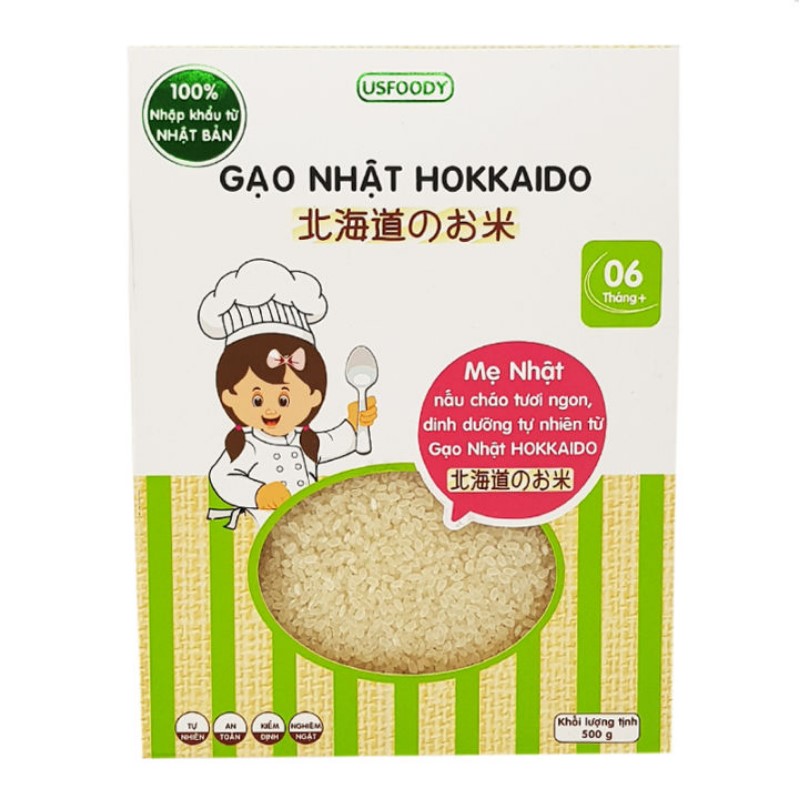 USFOODY
100%
Nhập khẩu từ
NHẬT BẢN
GẠO NHẬT HOKKAIDO
北海道のお米
06
Tháng+
Mẹ Nhật
nấu cháo tươi ngon,
dinh dưỡng tự nhiên từ
Gạo Nhật HOKKAIDO
北海道のお米
TỰ
NHIÊN
AN
TOÀN
KIỂM
ĐỊNH
NGHIÊM
NGẶT
Khối lượng tịnh
500 g